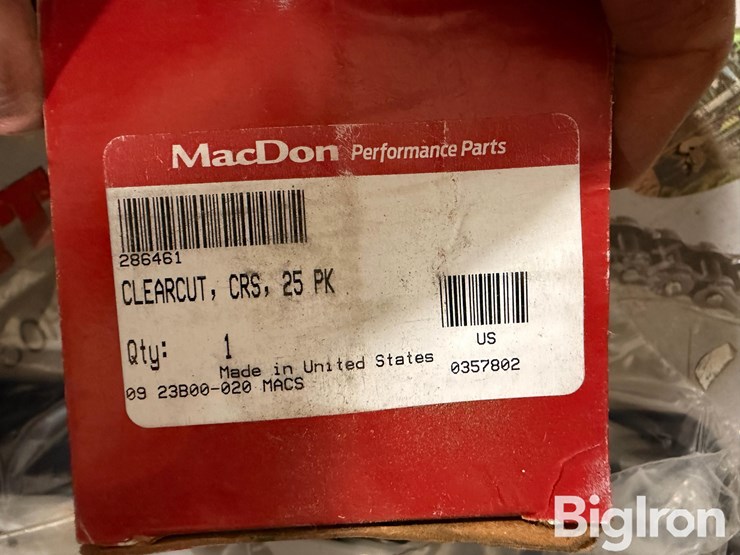 MacDon Performance Parts
286461
CLEARCUT, CRS, 25 PK
US
Qty: 1
Made in United States
0357802
09 23B00-020 MACS
BigIron